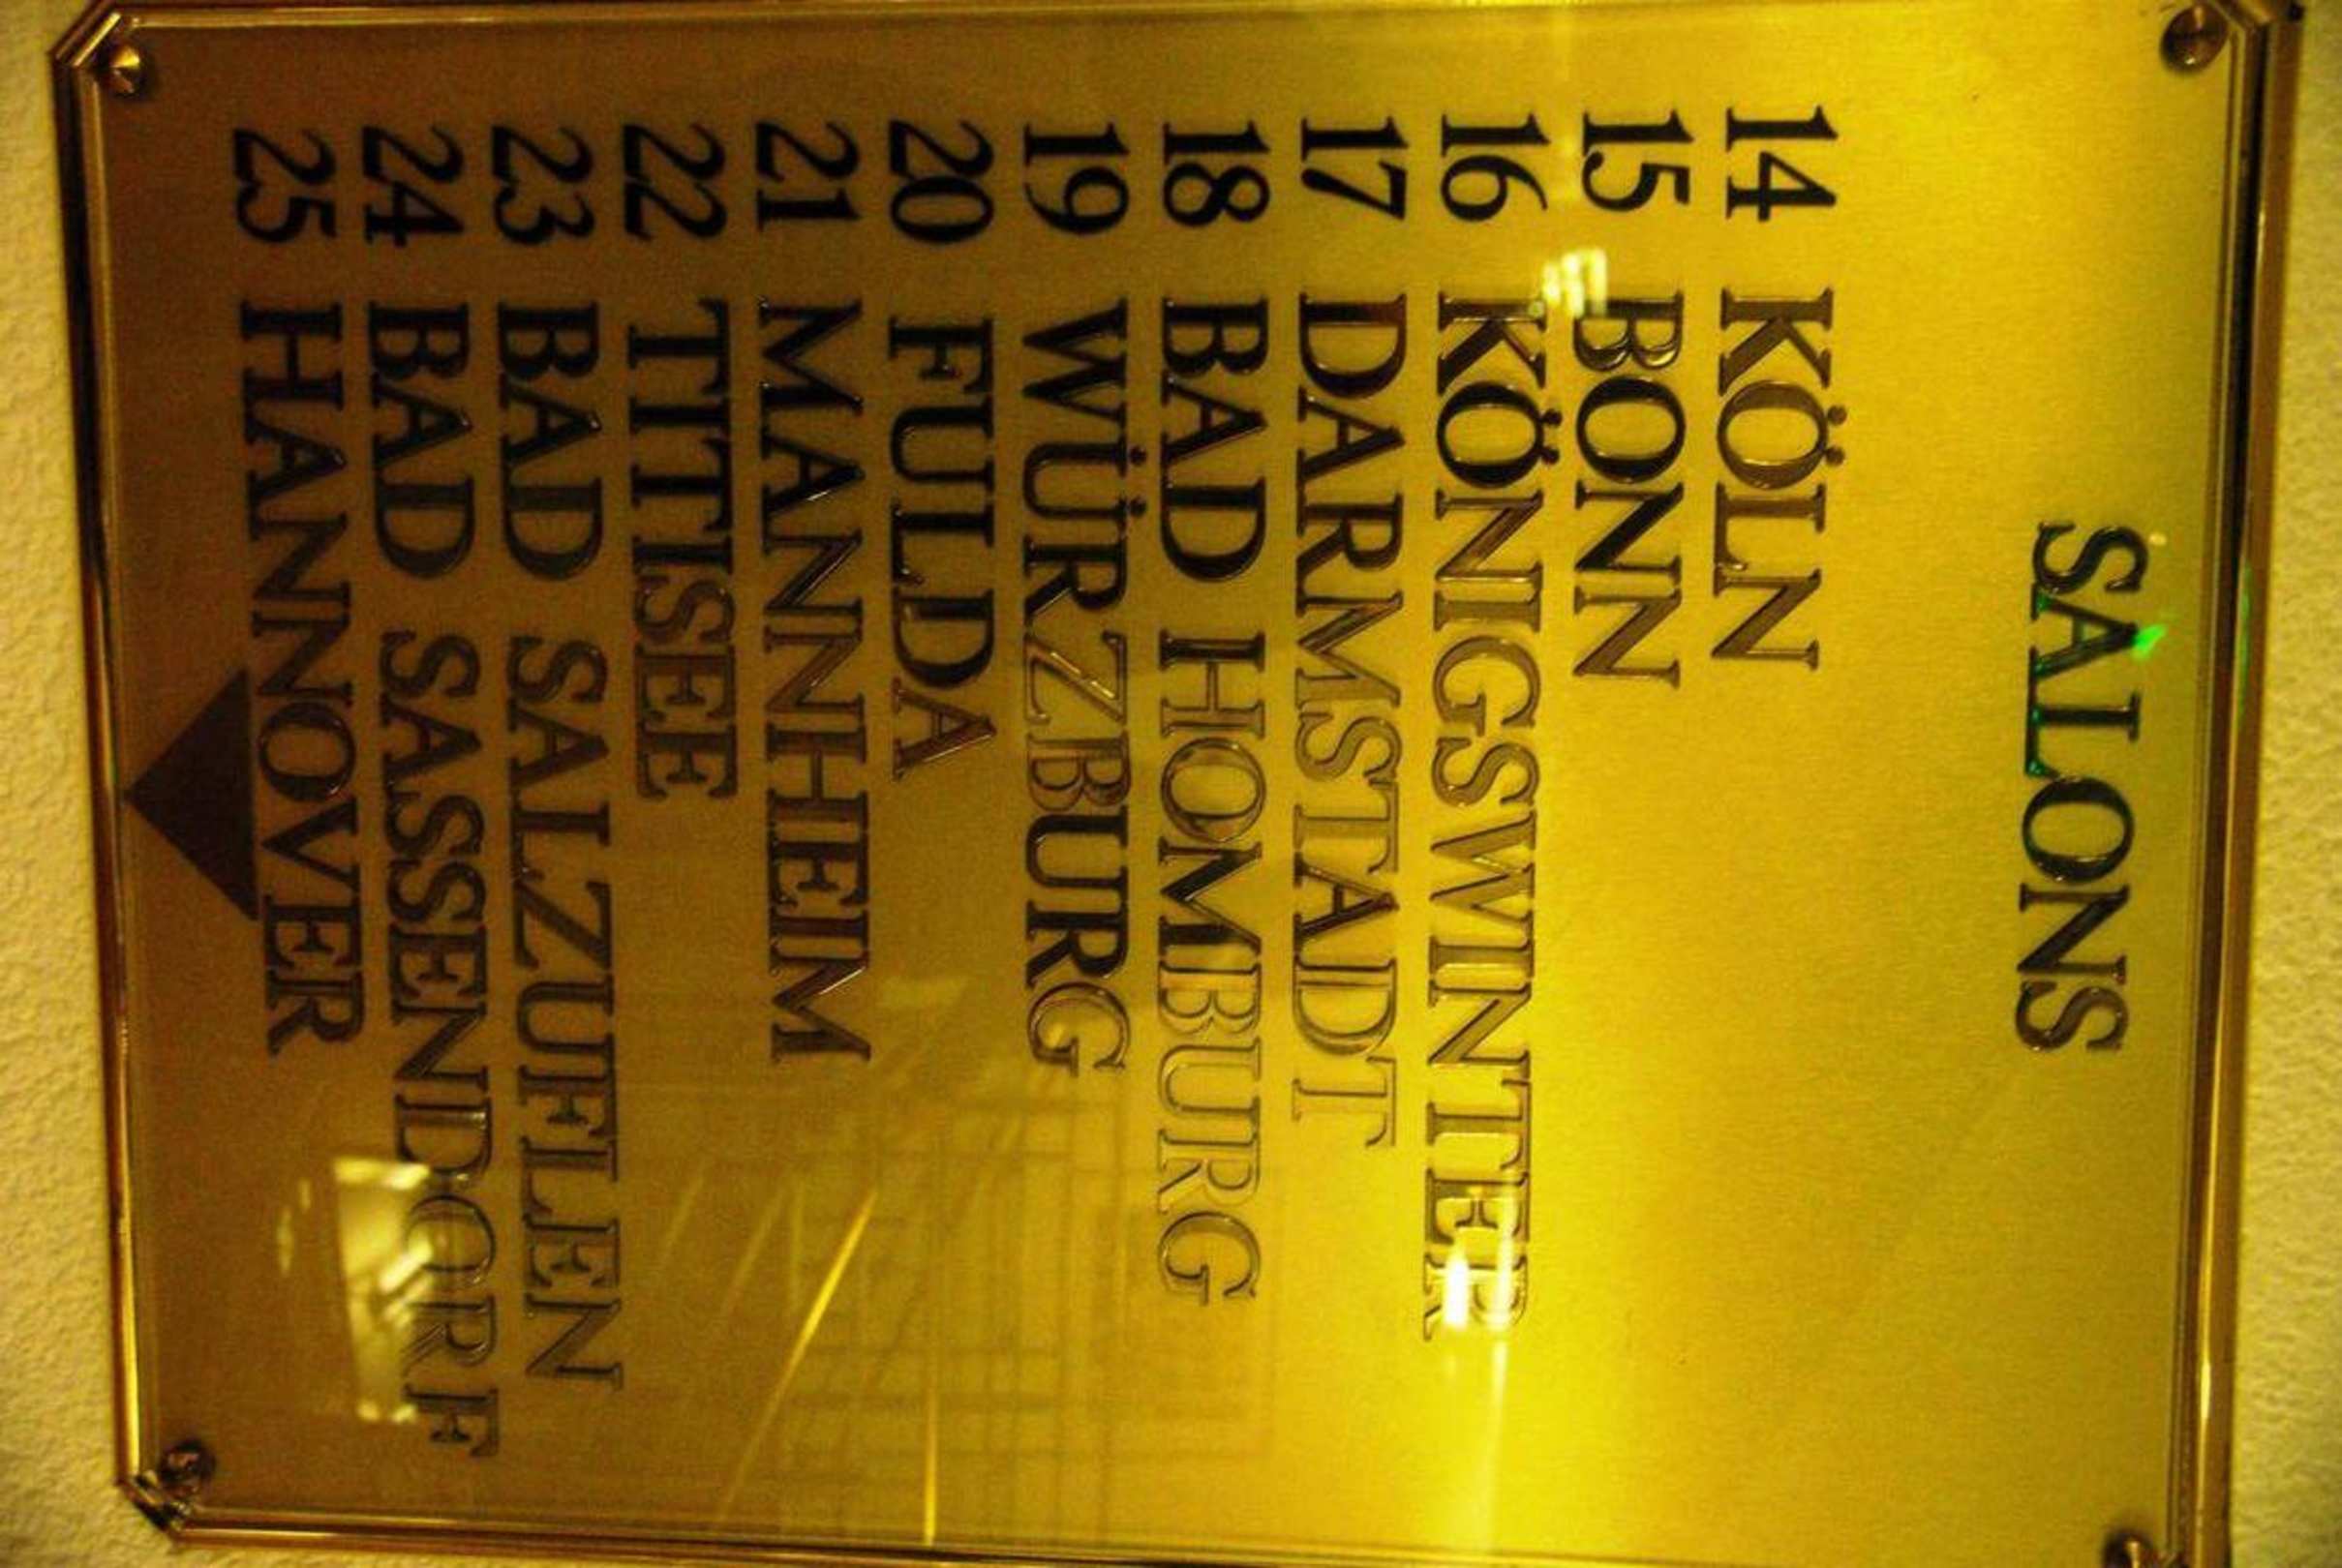 SALONS
14 KÖLN
15 BONN
16 KÖNIGSWINTER
17 DARMSTADT
18 BAD HOMBURG
19 WÜRZBURG
20 FULDA
21 MANNHEIM
22 TITISEE
23 BAD SALZUFLEN
24 BAD SASSENDORF
25 HANNOVER